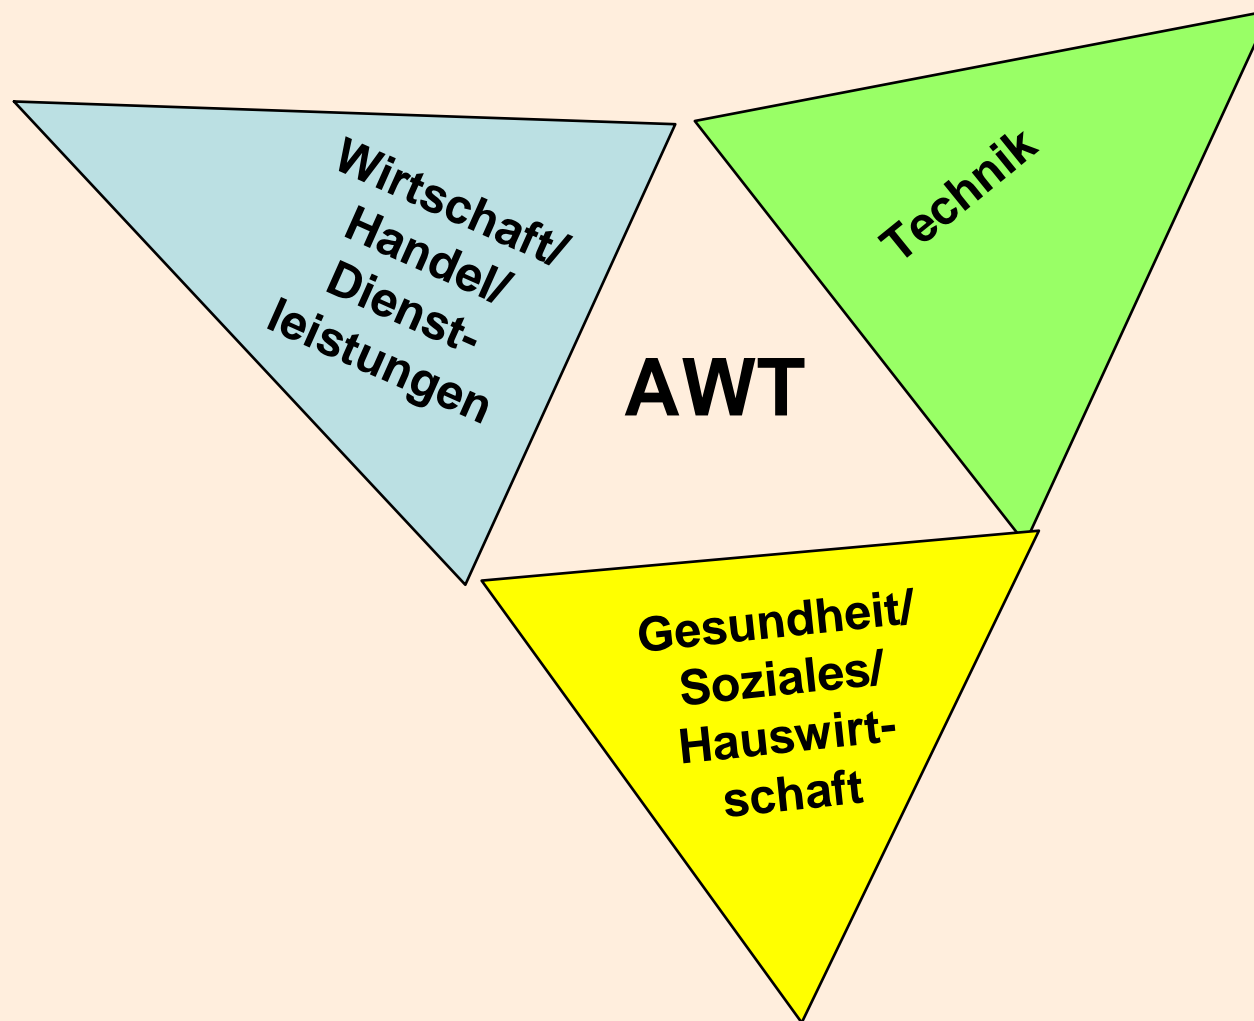 Wirtschaft/
Handel/
Dienst-
leistungen
Technik
AWT
Gesundheit/
Soziales/
Hauswirt-
schaft